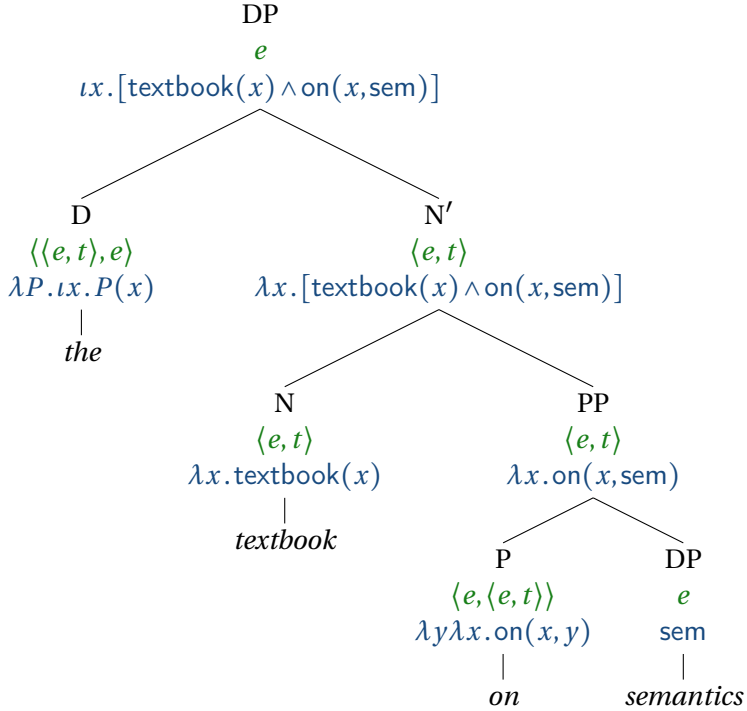 DP
e
ιx.[textbook(x)∧on(x,sem)]
D N′
⟨⟨e,t⟩,e⟩ ⟨e,t⟩
λP.ιx.P(x) λx.[textbook(x)∧on(x,sem)]
the
N PP
⟨e,t⟩ ⟨e,t⟩
λx.textbook(x) λx.on(x,sem)
textbook
P DP
⟨e,⟨e,t⟩⟩ e
λyλx.on(x,y) sem
on semantics